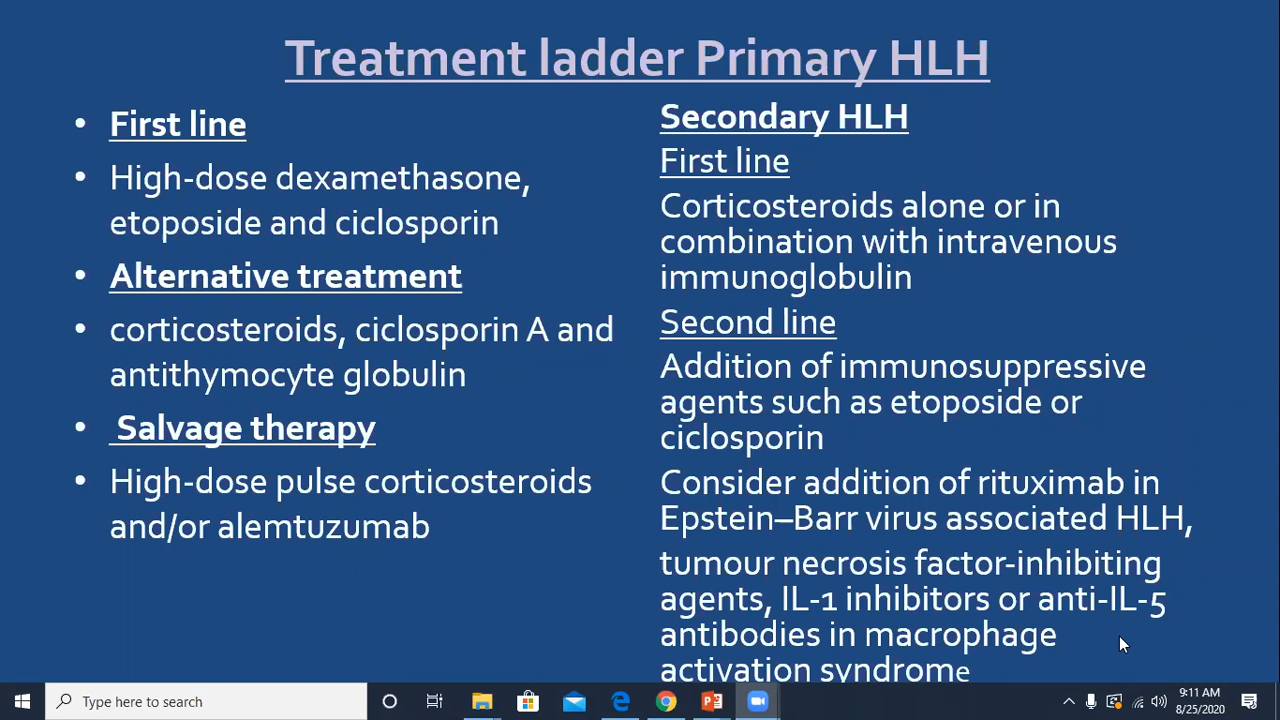 Treatment ladder Primary HLH
• First line
• High-dose dexamethasone,
etoposide and ciclosporin
• Alternative treatment
• corticosteroids, ciclosporin A and
antithymocyte globulin
• Salvage therapy
• High-dose pulse corticosteroids
and/or alemtuzumab
Secondary HLH
First line
Corticosteroids alone or in
combination with intravenous
immunoglobulin
Second line
Addition of immunosuppressive
agents such as etoposide or
ciclosporin
Consider addition of rituximab in
Epstein–Barr virus associated HLH,
tumour necrosis factor-inhibiting
agents, IL-1 inhibitors or anti-IL-5
antibodies in macrophage
activation syndrome
Type here to search
9:11 AM
8/25/2020